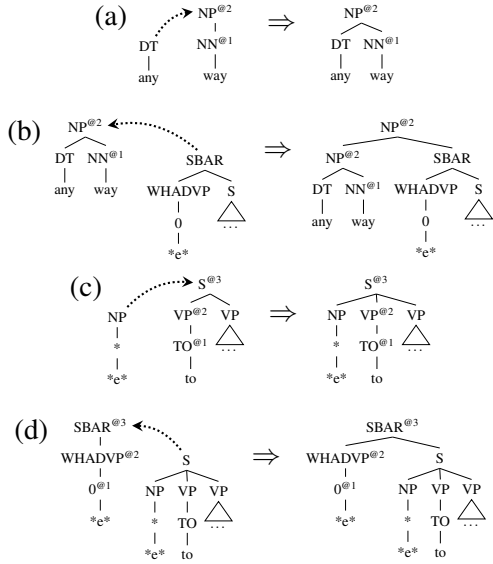 (a) NP@2 ⇒ NP@2
DT NN@1 DT NN@1
any way any way
(b) NP@2 ⇒ NP@2
DT NN@1 SBAR NP@2 SBAR
any way WHADVP S DT NN@1 WHADVP S
0 ... any way 0 ...
*e* *e*
(c) S@3 ⇒ S@3
NP VP@2 VP NP VP@2 VP
* TO@1 ... * TO@1 ...
*e* to *e* to
(d) SBAR@3 ⇒ SBAR@3
WHADVP@2 S WHADVP@2 S
0@1 NP VP VP 0@1 NP VP VP
*e* * TO ... *e* * TO ...
*e* to *e* to